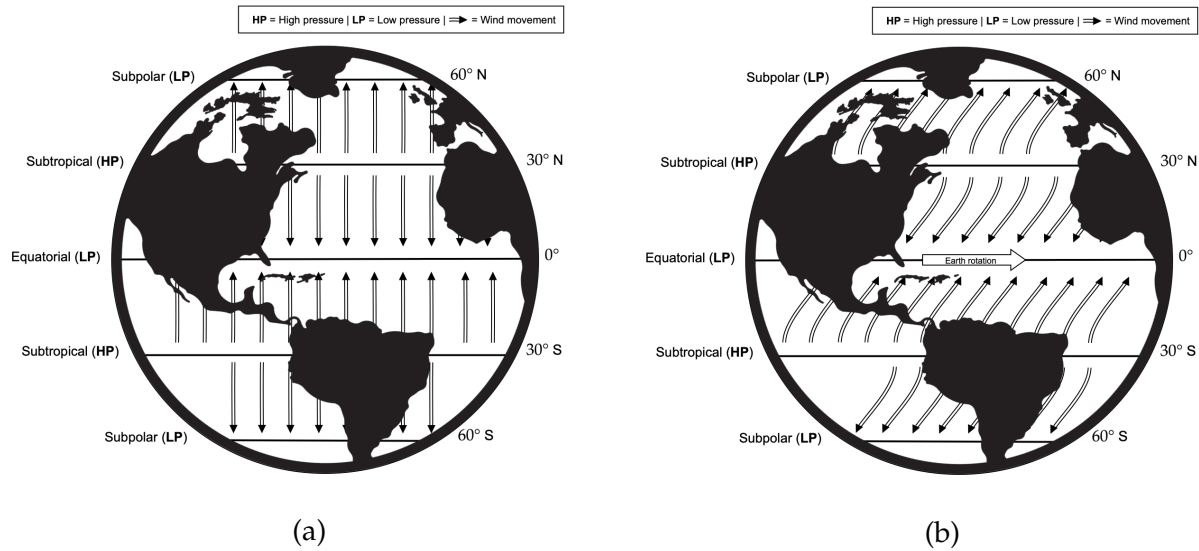 HP = High pressure | LP = Low pressure | = Wind movement
Subpolar (LP)
60° N
Subtropical (HP)
30° N
Equatorial (LP)
0°
Subtropical (HP)
30° S
Subpolar (LP)
60° S
(a)
HP = High pressure | LP = Low pressure | = Wind movement
Subpolar (LP)
60° N
Subtropical (HP)
30° N
Equatorial (LP)
Earth rotation
0°
Subtropical (HP)
30° S
Subpolar (LP)
60° S
(b)